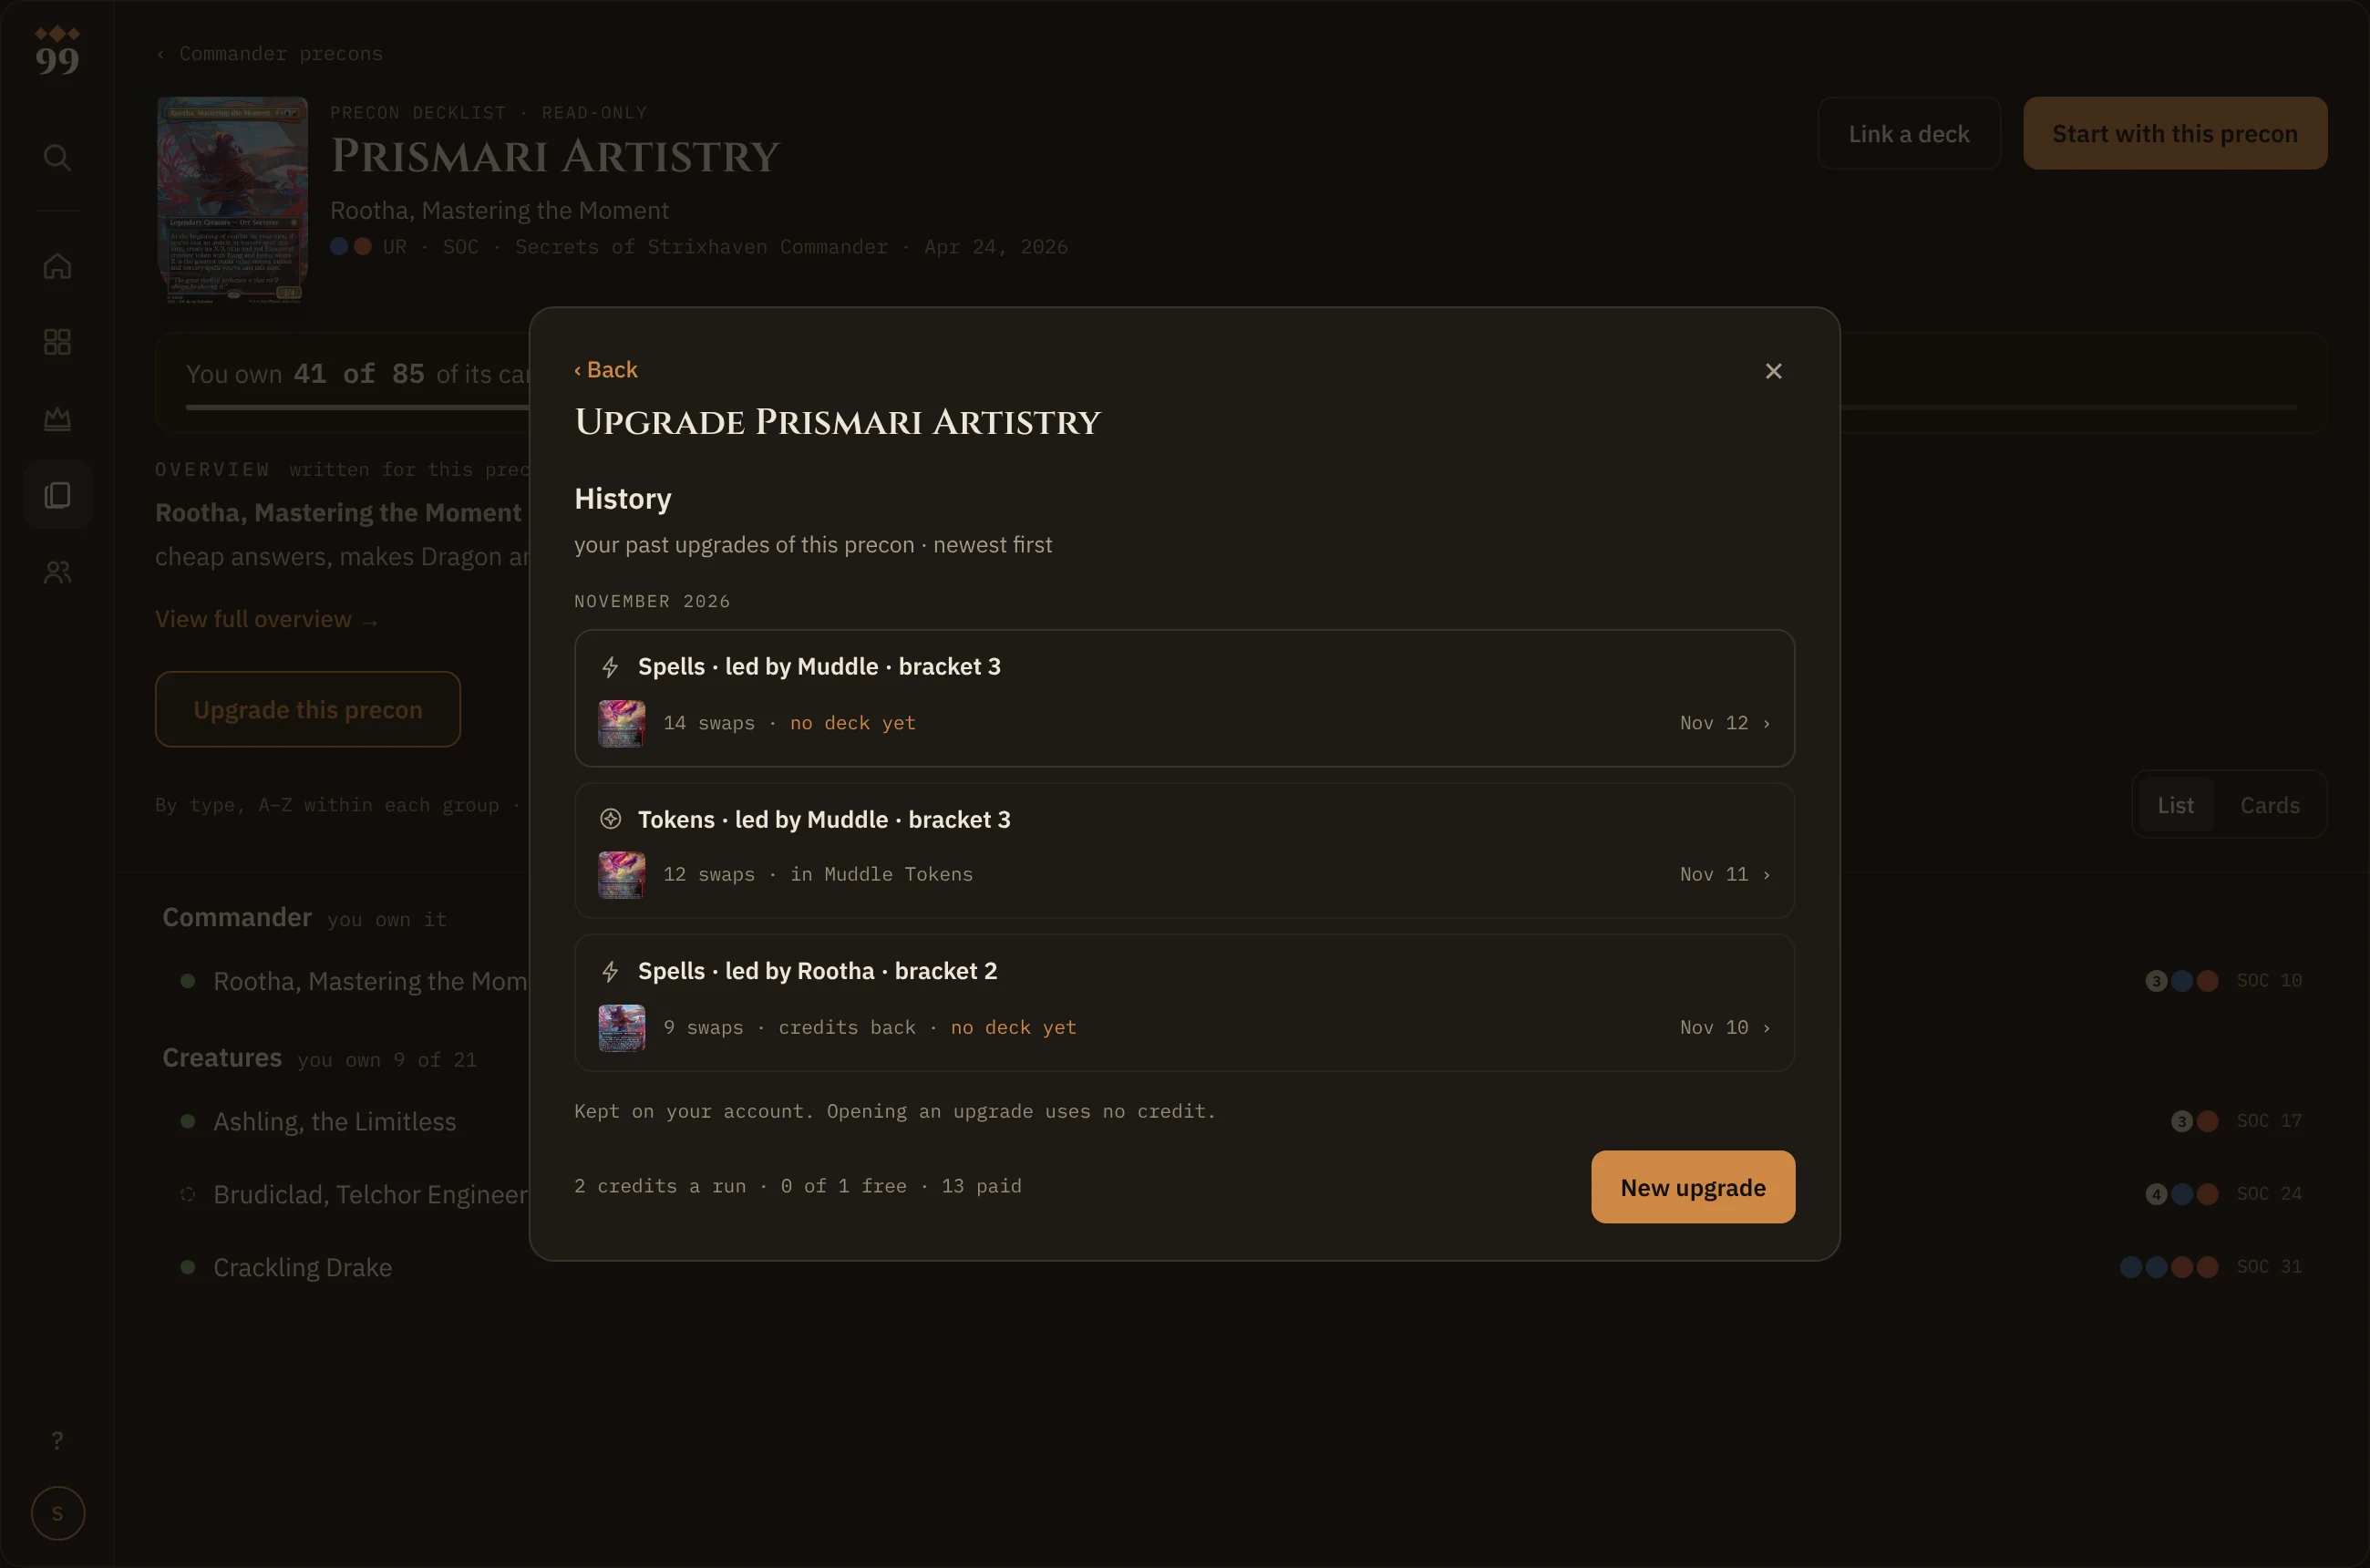 99
‹ Commander precons
PRECON DECKLIST · READ-ONLY
PRISMARI ARTISTRY
Rootha, Mastering the Moment
UR · SOC · Secrets of Strixhaven Commander · Apr 24, 2026
Link a deck
Start with this precon
You own 41 of 85 of its
OVERVIEW written for this
Rootha, Mastering the Moment
cheap answers, makes Dragon
View full overview →
Upgrade this precon
By type, A–Z within each group ·
List
Cards
Commander you own it
Rootha, Mastering the
3 SOC 10
Creatures you own 9 of 21
Ashling, the Limitless
3 SOC 17
Brudiclad, Telchor Engineer
4 SOC 24
Crackling Drake
SOC 31
?
S
‹ Back
×
UPGRADE PRISMARI ARTISTRY
History
your past upgrades of this precon · newest first
NOVEMBER 2026
Spells · led by Muddle · bracket 3
14 swaps · no deck yet
Nov 12 ›
Tokens · led by Muddle · bracket 3
12 swaps · in Muddle Tokens
Nov 11 ›
Spells · led by Rootha · bracket 2
9 swaps · credits back · no deck yet
Nov 10 ›
Kept on your account. Opening an upgrade uses no credit.
2 credits a run · 0 of 1 free · 13 paid
New upgrade